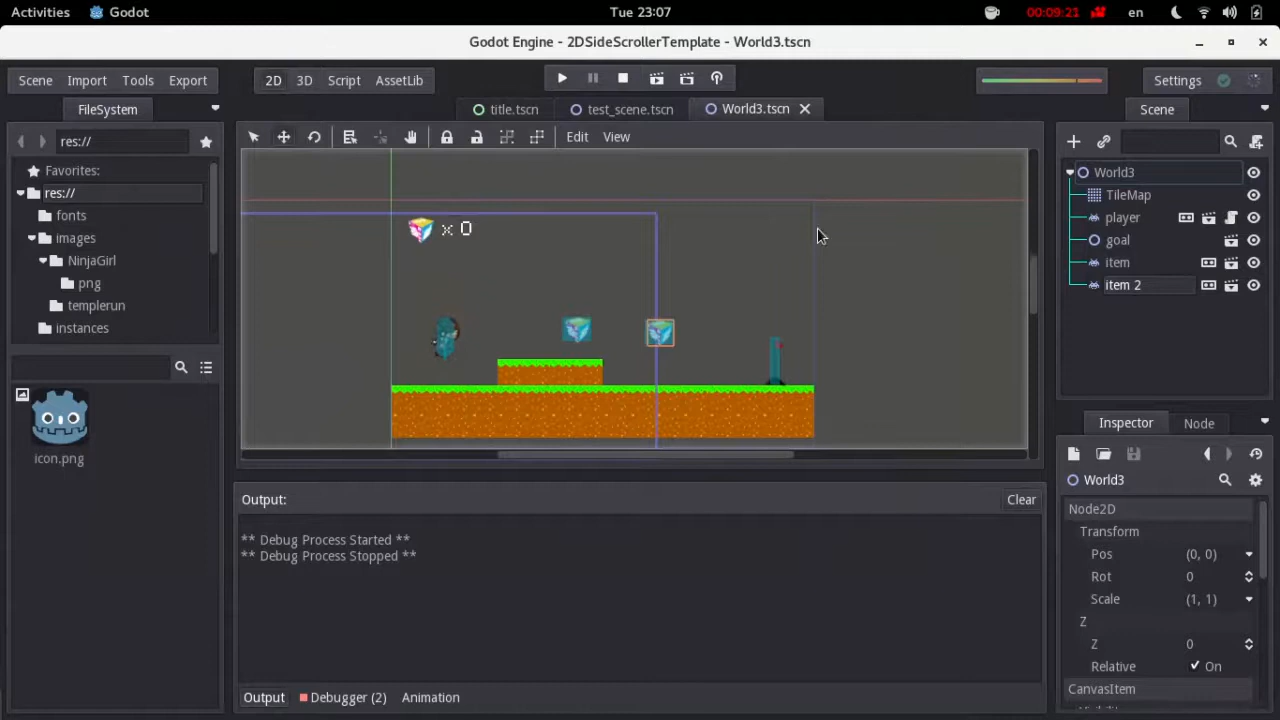 Activities Godot Tue 23:07 00:09:21 en
Godot Engine - 2DSideScrollerTemplate - World3.tscn
Scene Import Tools Export 2D 3D Script AssetLib Settings
FileSystem title.tscn test_scene.tscn World3.tscn Scene
res:// Edit View
Favorites: World3
res:// TileMap
fonts player
images goal
NinjaGirl item
png item 2
templerun
instances
x 0
Inspector Node
icon.png
World3
Output: Clear
Node2D
Transform
** Debug Process Started **
** Debug Process Stopped **
Pos (0, 0)
Rot 0
Scale (1, 1)
Z
Z 0
Relative On
CanvasItem
Output Debugger (2) Animation